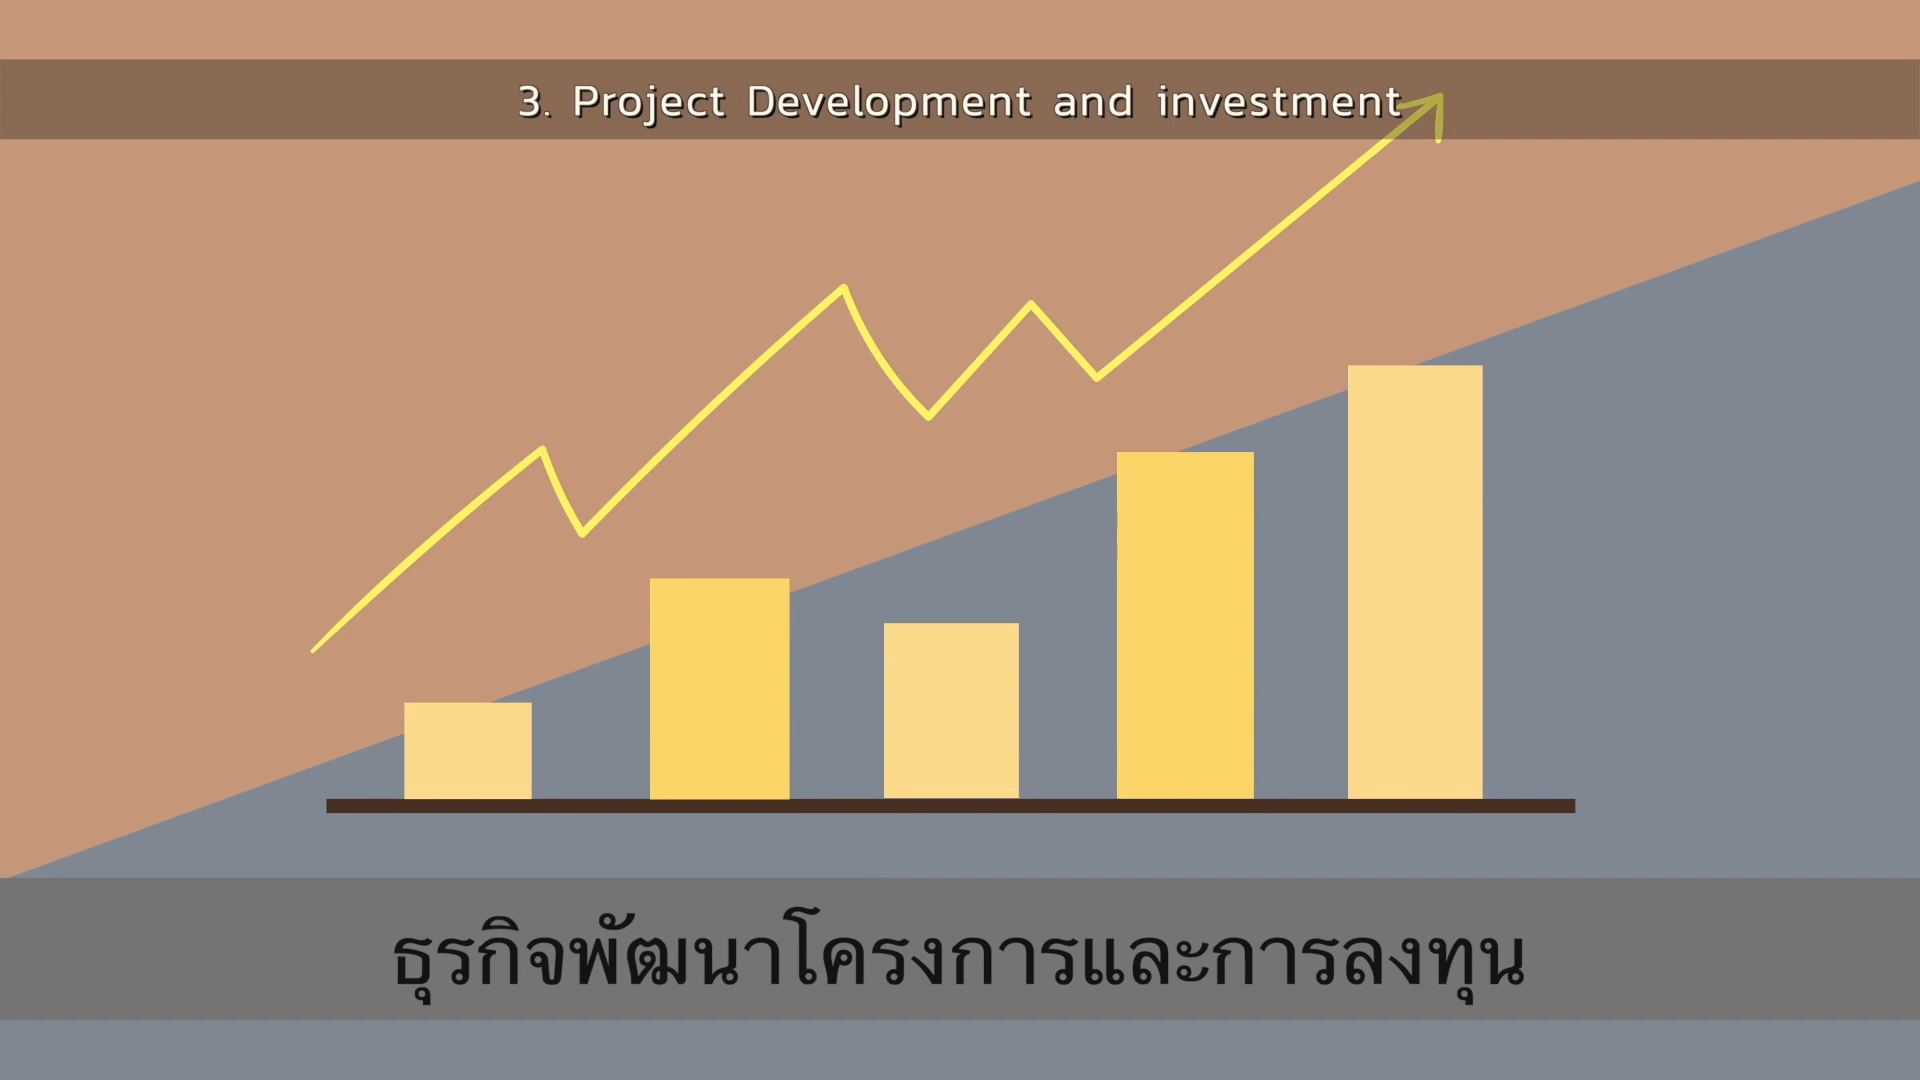 3. Project Development and investment
ธุรกิจพัฒนาโครงการและการลงทุน